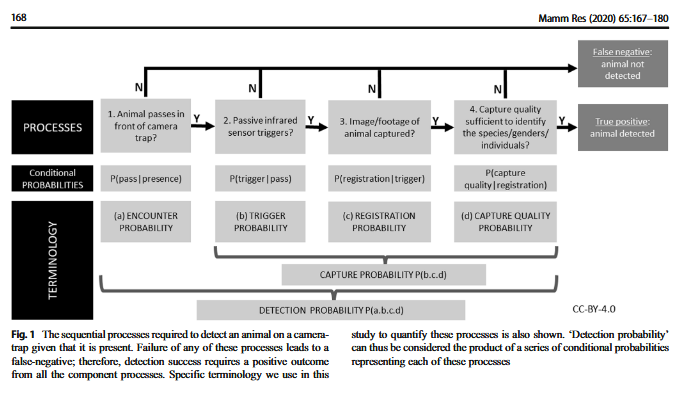 168
Mamm Res (2020) 65:167–180
False negative:
animal not
detected
N
N
N
N
PROCESSES
1. Animal passes in
front of camera
trap?
Y
2. Passive infrared
sensor triggers?
Y
3. Image/footage of
animal captured?
Y
4. Capture quality
sufficient to identify
the species/genders/
individuals?
Y
True positive:
animal detected
Conditional
PROBABILITIES
P(pass|presence)
P(trigger|pass)
P(registration|trigger)
P(capture
quality|registration)
TERMINOLOGY
(a) ENCOUNTER
PROBABILITY
(b) TRIGGER
PROBABILITY
(c) REGISTRATION
PROBABILITY
(d) CAPTURE QUALITY
PROBABILITY
CAPTURE PROBABILITY P(b.c.d)
DETECTION PROBABILITY P(a.b.c.d)
CC-BY-4.0
Fig. 1 The sequential processes required to detect an animal on a camera-
trap given that it is present. Failure of any of these processes leads to a
false-negative; therefore, detection success requires a positive outcome
from all the component processes. Specific terminology we use in this
study to quantify these processes is also shown. ‘Detection probability’
can thus be considered the product of a series of conditional probabilities
representing each of these processes